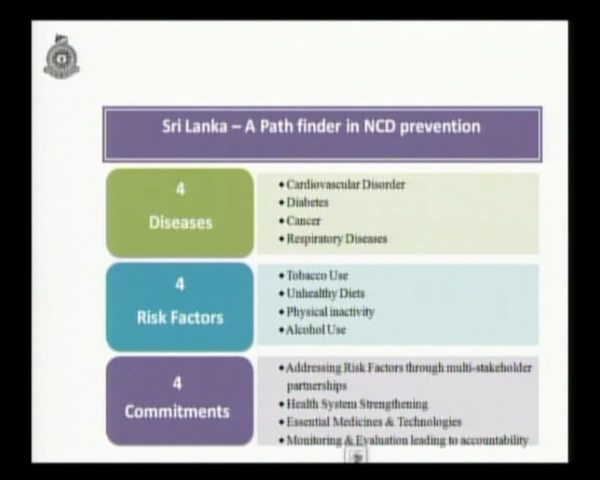 Sri Lanka – A Path finder in NCD prevention
4
Diseases
• Cardiovascular Disorder
• Diabetes
• Cancer
• Respiratory Diseases
4
Risk Factors
• Tobacco Use
• Unhealthy Diets
• Physical inactivity
• Alcohol Use
4
Commitments
• Addressing Risk Factors through multi-stakeholder
partnerships
• Health System Strengthening
• Essential Medicines & Technologies
• Monitoring & Evaluation leading to accountability